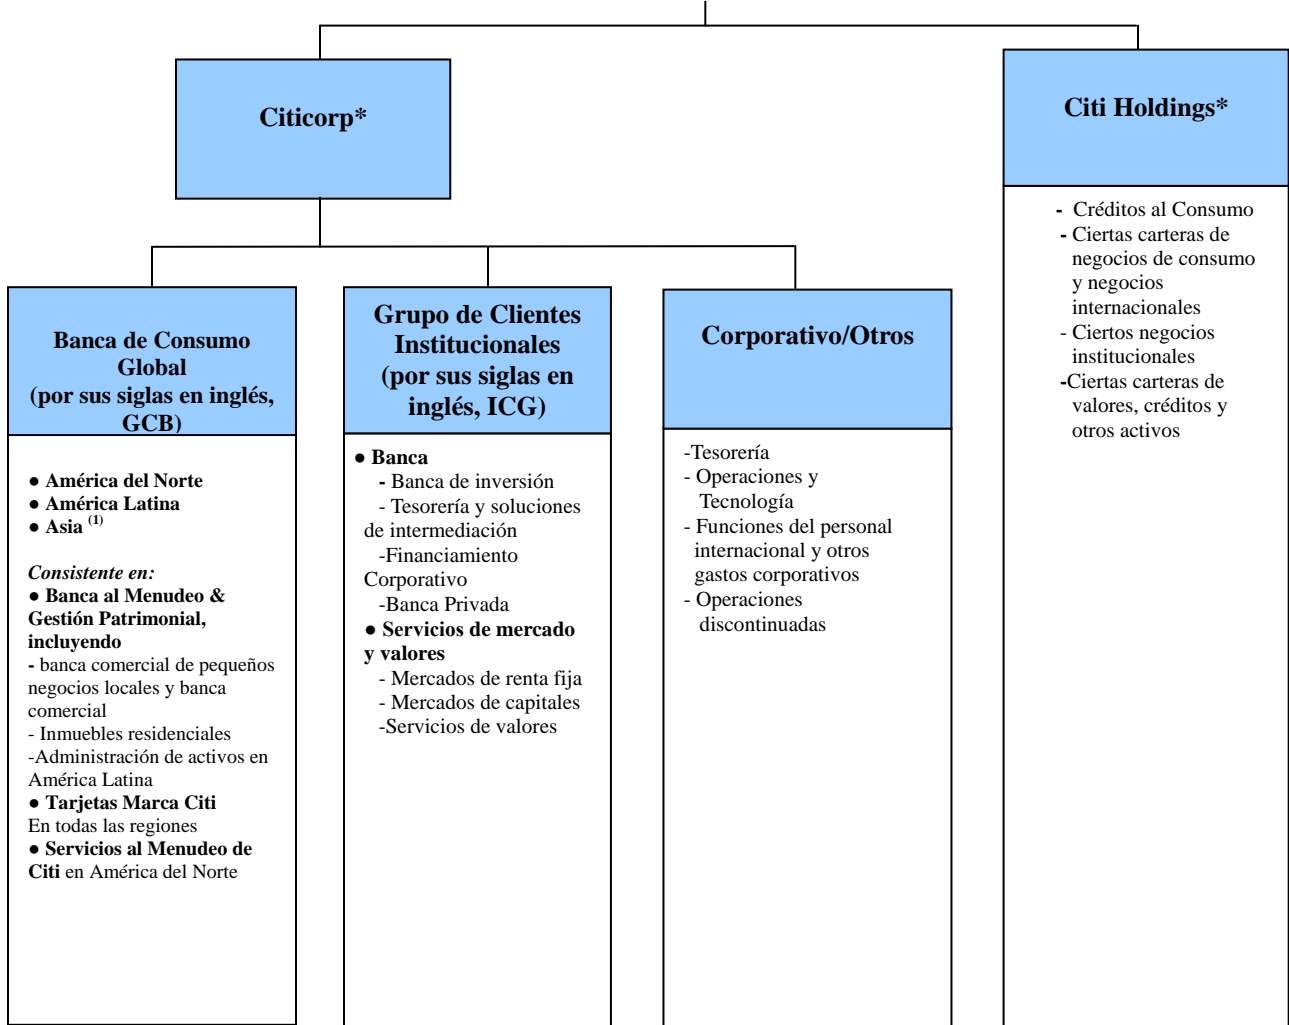 Citicorp*
Citi Holdings*
- Créditos al Consumo
- Ciertas carteras de
negocios de consumo
y negocios
internacionales
- Ciertos negocios
institucionales
-Ciertas carteras de
valores, créditos y
otros activos
Banca de Consumo
Global
(por sus siglas en inglés,
GCB)
● América del Norte
● América Latina
● Asia (1)
Consistente en:
● Banca al Menudeo &
Gestión Patrimonial,
incluyendo
- banca comercial de pequeños
negocios locales y banca
comercial
- Inmuebles residenciales
-Administración de activos en
América Latina
● Tarjetas Marca Citi
En todas las regiones
● Servicios al Menudeo de
Citi en América del Norte
Grupo de Clientes
Institucionales
(por sus siglas en
inglés, ICG)
● Banca
- Banca de inversión
- Tesorería y soluciones
de intermediación
-Financiamiento
Corporativo
-Banca Privada
● Servicios de mercado
y valores
- Mercados de renta fija
- Mercados de capitales
-Servicios de valores
Corporativo/Otros
-Tesorería
- Operaciones y
Tecnología
- Funciones del personal
internacional y otros
gastos corporativos
- Operaciones
discontinuadas